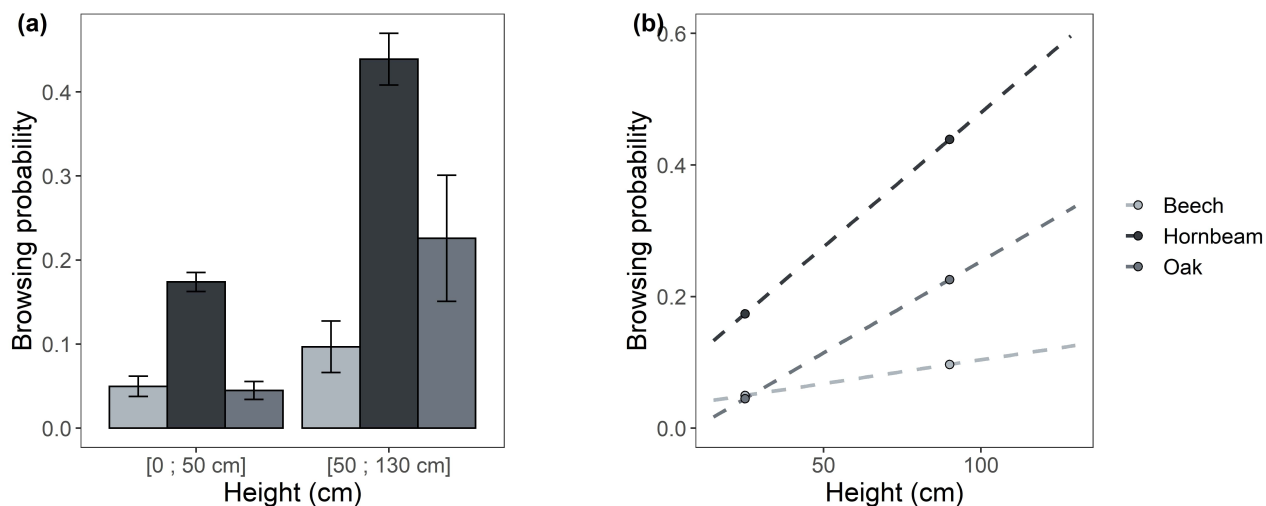 (a)
Browsing probability
0.4
0.3
0.2
0.1
0.0
[0 ; 50 cm] [50 ; 130 cm]
Height (cm)
(b)
Browsing probability
0.6
0.4
0.2
0.0
50 100
Height (cm)
Beech
Hornbeam
Oak